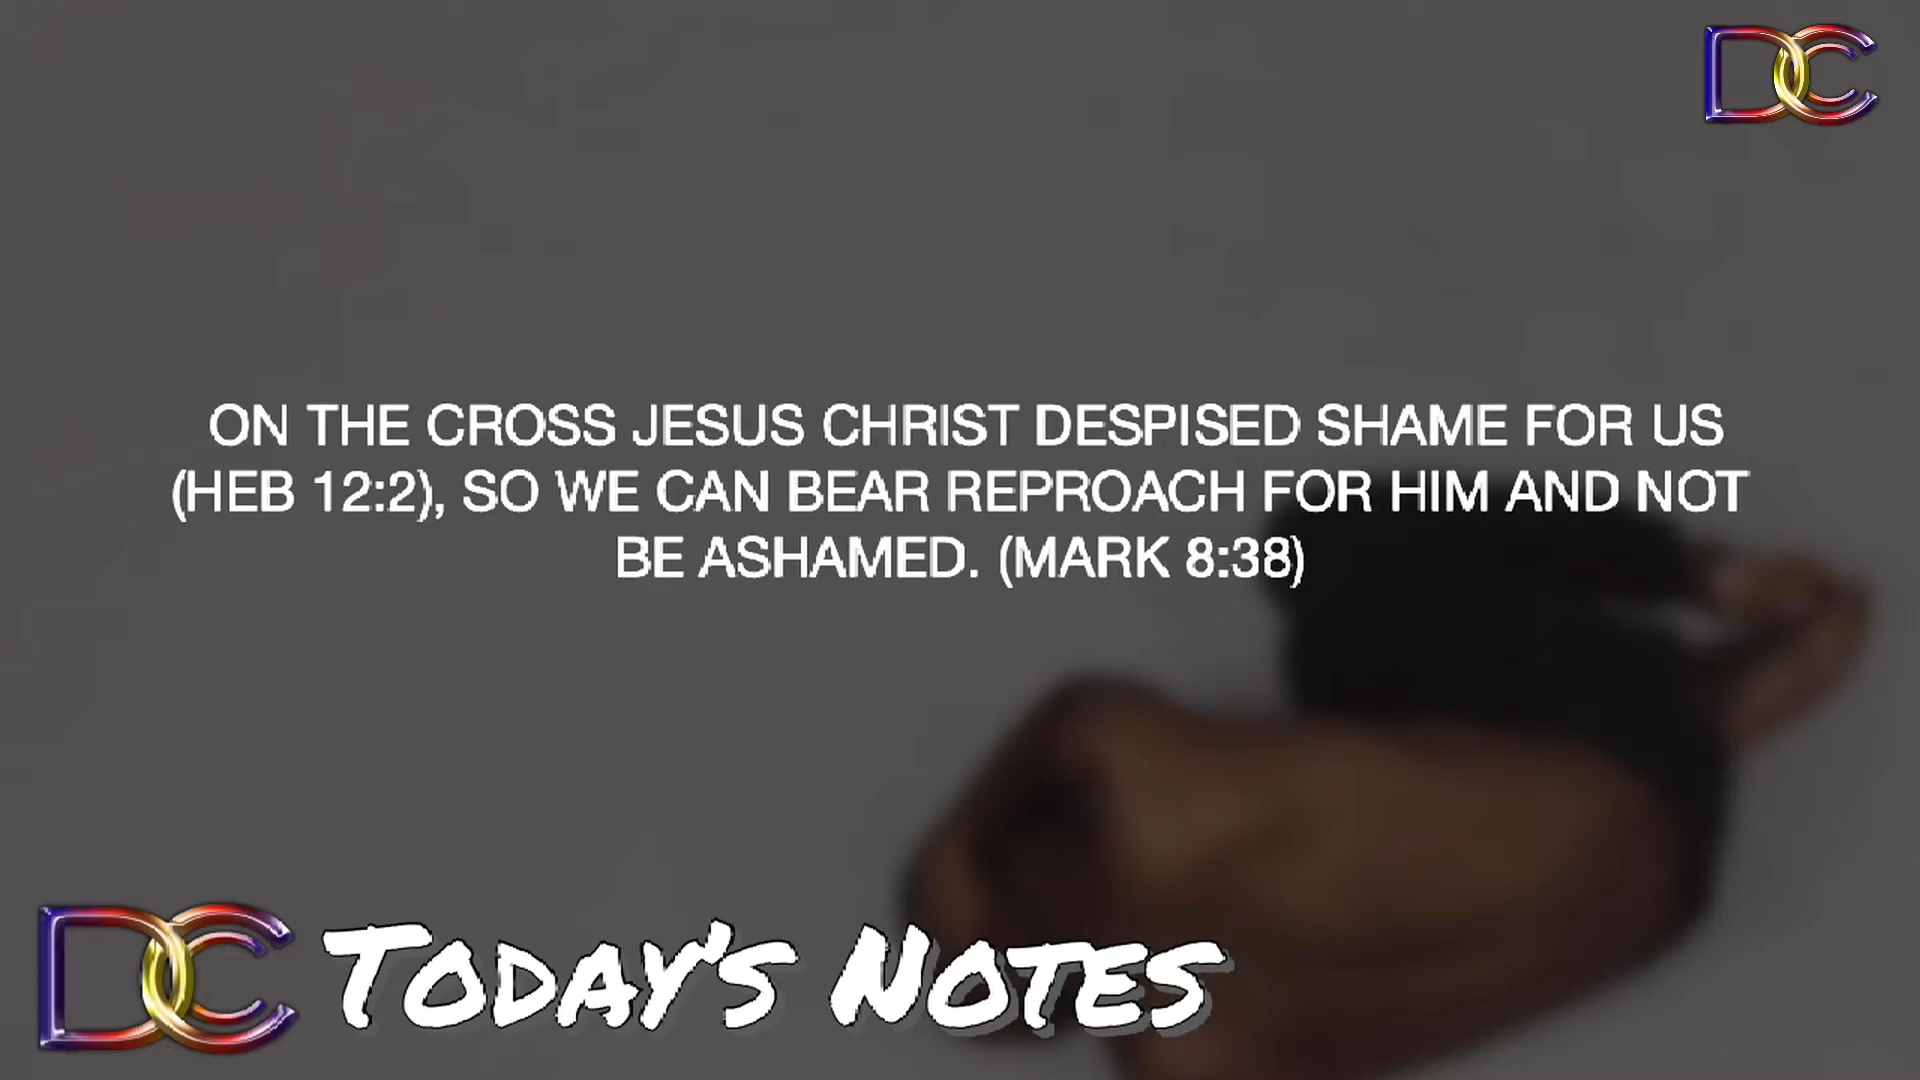 DC
ON THE CROSS JESUS CHRIST DESPISED SHAME FOR US
(HEB 12:2), SO WE CAN BEAR REPROACH FOR HIM AND NOT
BE ASHAMED. (MARK 8:38)
DC TODAY'S NOTES